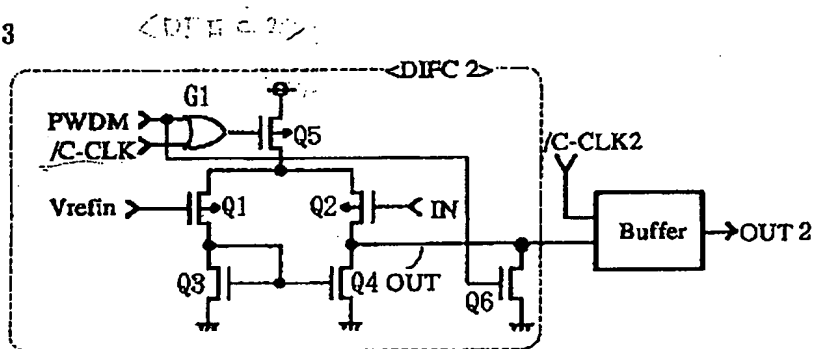 3
<DIFC 2>
G1
PWDM
/C-CLK
Q5
/C-CLK2
Vrefin
Q1
Q2
IN
Buffer
OUT 2
Q3
Q4
OUT
Q6